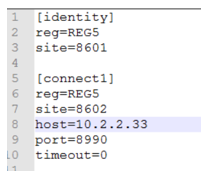 1 [identity]
2 reg=REG5
3 site=8601
4
5 [connect1]
6 reg=REG5
7 site=8602
8 host=10.2.2.33
9 port=8990
10 timeout=0